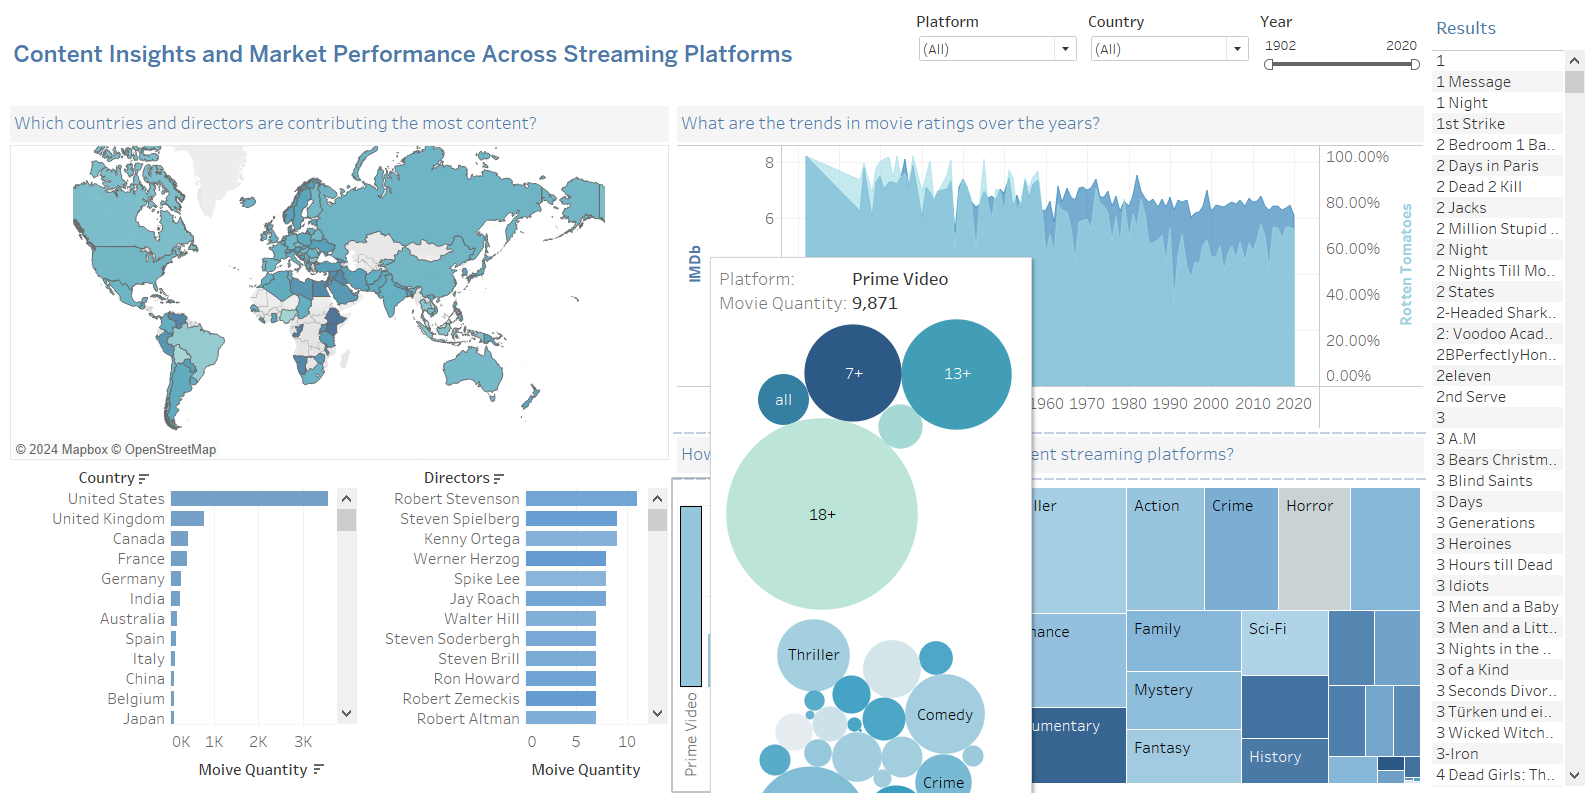 Content Insights and Market Performance Across Streaming Platforms
Platform
(All)
Country
(All)
Year
1902 2020
Results
1
1 Message
1 Night
1st Strike
2 Bedroom 1 Ba..
2 Days in Paris
2 Dead 2 Kill
2 Jacks
2 Million Stupid ..
2 Night
2 Nights Till Mo..
2 States
2-Headed Shark..
2: Voodoo Acad..
2BPerfectlyHon..
2eleven
2nd Serve
3
3 A.M
3 Bears Christm..
3 Blind Saints
3 Days
3 Generations
3 Heroines
3 Hours till Dead
3 Idiots
3 Men and a Baby
3 Men and a Litt..
3 Nights in the ..
3 of a Kind
3 Seconds Divor..
3 Türken und ei..
3 Wicked Witch..
3-Iron
4 Dead Girls: Th..
Which countries and directors are contributing the most content?
© 2024 Mapbox © OpenStreetMap
Country
United States
United Kingdom
Canada
France
Germany
India
Australia
Spain
Italy
China
Belgium
Japan
0K 1K 2K 3K
Moive Quantity
Directors
Robert Stevenson
Steven Spielberg
Kenny Ortega
Werner Herzog
Spike Lee
Jay Roach
Walter Hill
Steven Soderbergh
Steven Brill
Ron Howard
Robert Zemeckis
Robert Altman
0 5 10
Moive Quantity
What are the trends in movie ratings over the years?
8
6
IMDb
100.00%
80.00%
60.00%
40.00%
20.00%
0.00%
Rotten Tomatoes
1960 1970 1980 1990 2000 2010 2020
How
ent streaming platforms?
Platform: Prime Video
Movie Quantity: 9,871
all
7+
13+
18+
Thriller
Comedy
Crime
Prime Video
ller
Action
Crime
Horror
nance
Family
Sci-Fi
Mystery
umentary
Fantasy
History